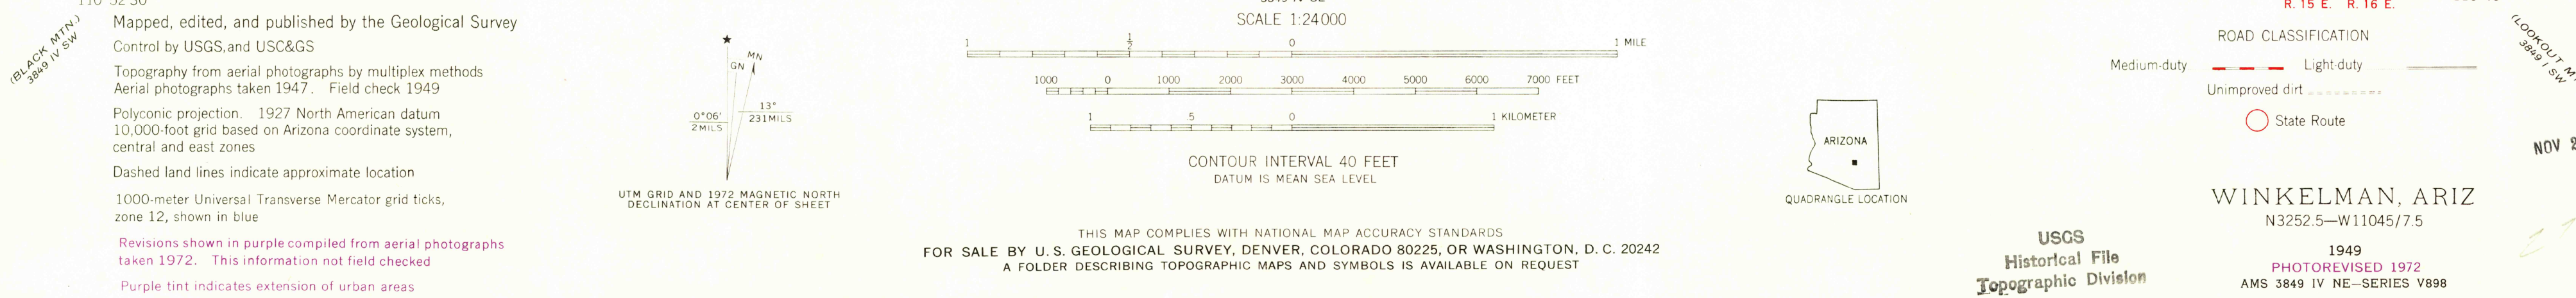 (BLACK MTN.)
3849 IV SW
Mapped, edited, and published by the Geological Survey
Control by USGS, and USC&GS
Topography from aerial photographs by multiplex methods
Aerial photographs taken 1947. Field check 1949
Polyconic projection. 1927 North American datum
10,000-foot grid based on Arizona coordinate system,
central and east zones
Dashed land lines indicate approximate location
1000-meter Universal Transverse Mercator grid ticks,
zone 12, shown in blue
Revisions shown in purple compiled from aerial photographs
taken 1972. This information not field checked
Purple tint indicates extension of urban areas
★
MN
GN
13°
231 MILS
0°06'
2 MILS
UTM GRID AND 1972 MAGNETIC NORTH
DECLINATION AT CENTER OF SHEET
SCALE 1:24000
1 ½ 0 1 MILE
1000 0 1000 2000 3000 4000 5000 6000 7000 FEET
1 .5 0 1 KILOMETER
CONTOUR INTERVAL 40 FEET
DATUM IS MEAN SEA LEVEL
THIS MAP COMPLIES WITH NATIONAL MAP ACCURACY STANDARDS
FOR SALE BY U. S. GEOLOGICAL SURVEY, DENVER, COLORADO 80225, OR WASHINGTON, D. C. 20242
A FOLDER DESCRIBING TOPOGRAPHIC MAPS AND SYMBOLS IS AVAILABLE ON REQUEST
ARIZONA
QUADRANGLE LOCATION
USGS
Historical File
Topographic Division
R. 15 E. R. 16 E.
ROAD CLASSIFICATION
Medium-duty Light-duty
Unimproved dirt
State Route
WINKELMAN, ARIZ
N3252.5—W11045/7.5
1949
PHOTOREVISED 1972
AMS 3849 IV NE—SERIES V898
(LOOKOUT
3849 I SW
NOV